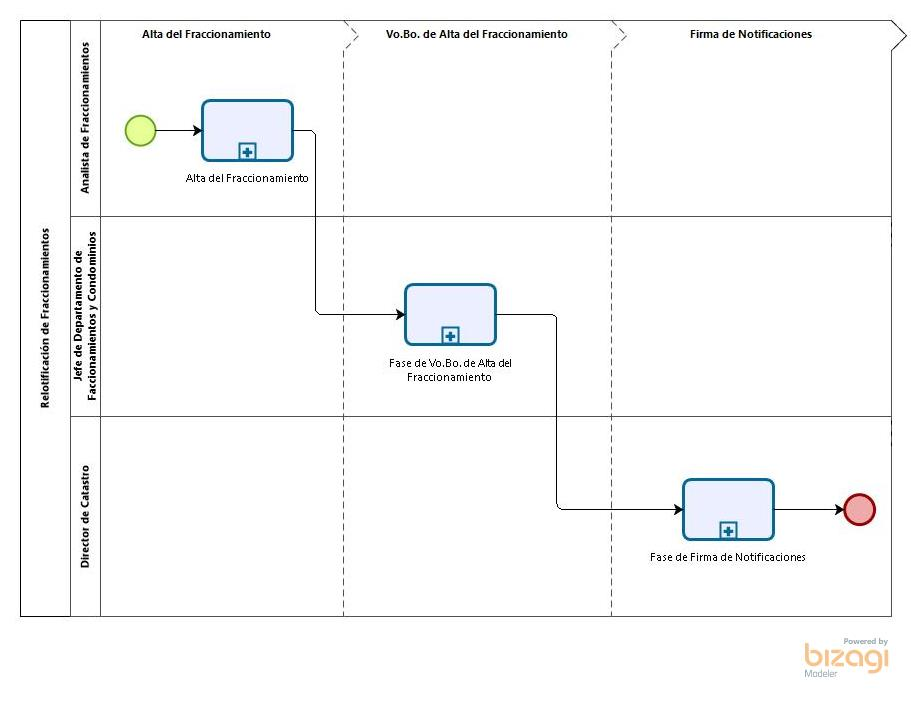 Alta del Fraccionamiento
Vo.Bo. de Alta del Fraccionamiento
Firma de Notificaciones
Relotificación de Fraccionamientos
Analista de Fraccionamientos
Alta del Fraccionamiento
Jefe de Departamento de
Faccionamientos y Condominios
Fase de Vo.Bo. de Alta del
Fraccionamiento
Director de Catastro
Fase de Firma de Notificaciones
Powered by
bizagi
Modeler